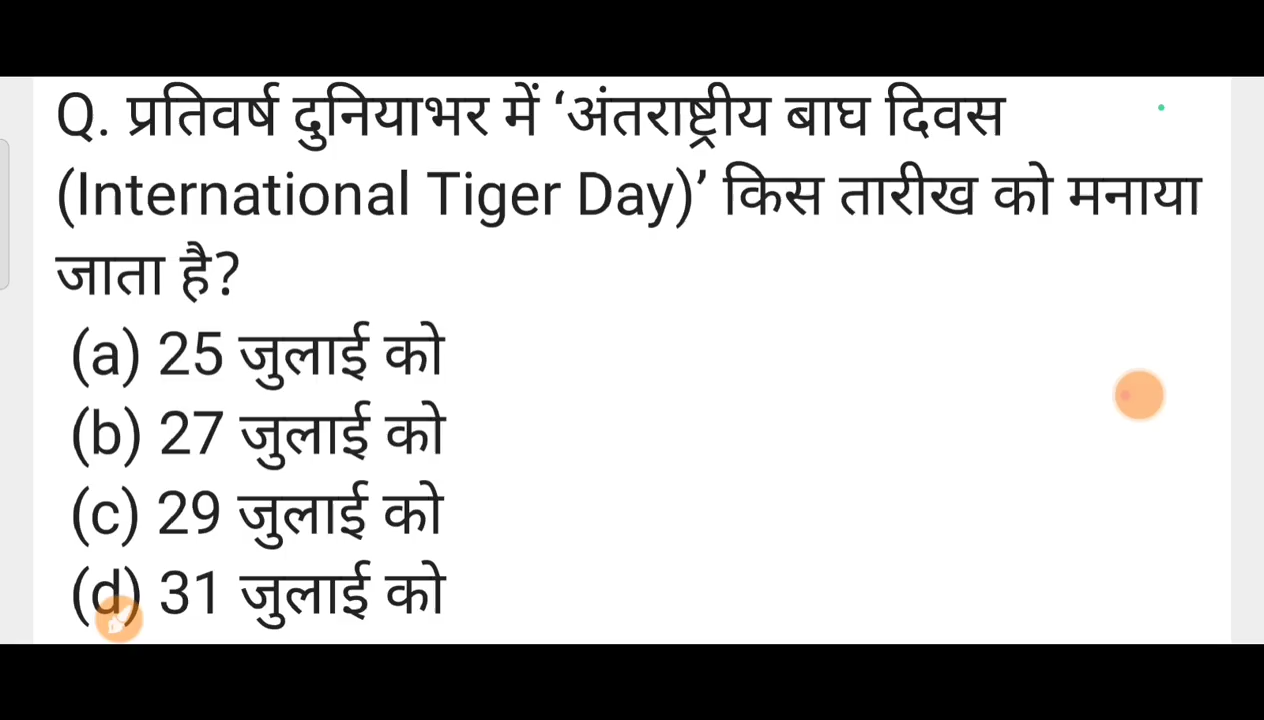 Q. प्रतिवर्ष दुनियाभर में ‘अंतराष्ट्रीय बाघ दिवस
(International Tiger Day)’ किस तारीख को मनाया
जाता है?
(a) 25 जुलाई को
(b) 27 जुलाई को
(c) 29 जुलाई को
(d) 31 जुलाई को